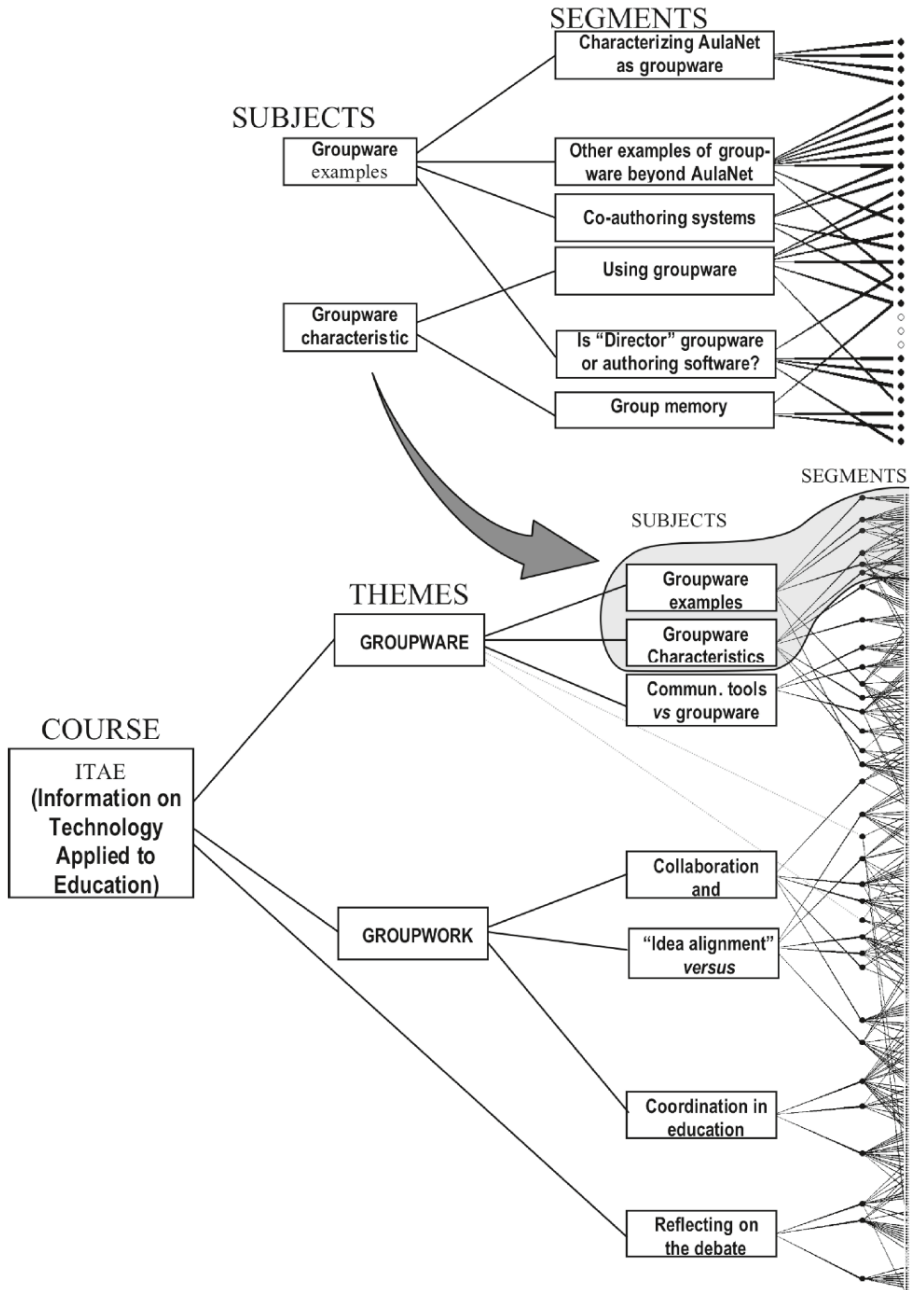 SEGMENTS
Characterizing AulaNet
as groupware
SUBJECTS
Groupware
examples
Other examples of group-
ware beyond AulaNet
Co-authoring systems
Using groupware
Groupware
characteristic
Is “Director” groupware
or authoring software?
Group memory
SEGMENTS
SUBJECTS
Groupware
examples
THEMES
GROUPWARE
Groupware
Characteristics
Commun. tools
vs groupware
COURSE
ITAE
(Information on
Technology
Applied to
Education)
Collaboration
and
GROUPWORK
“Idea alignment”
versus
Coordination in
education
Reflecting on
the debate